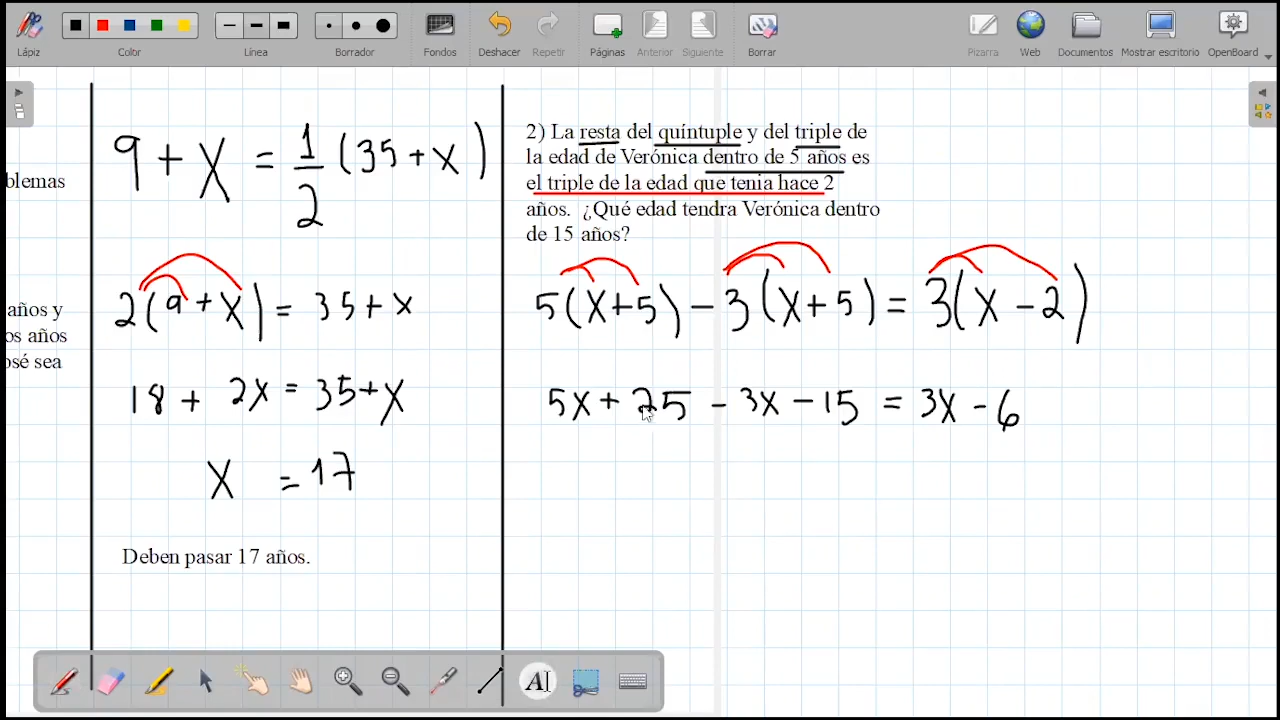 Lápiz
Color
Línea
Borrador
Fondos
Deshacer
Repetir
Páginas
Anterior
Siguiente
Borrar
Pizarra
Web
Documentos
Mostrar escritorio
OpenBoard
blemas
años y
os años
osé sea
9 + x = 1/2 (35 + x)
2(9 + x) = 35 + x
18 + 2x = 35 + x
x = 17
Deben pasar 17 años.
2) La resta del quíntuple y del triple de
la edad de Verónica dentro de 5 años es
el triple de la edad que tenia hace 2
años. ¿Qué edad tendra Verónica dentro
de 15 años?
5(x+5) - 3(x+5) = 3(x - 2)
5x + 25 - 3x - 15 = 3x - 6
AI